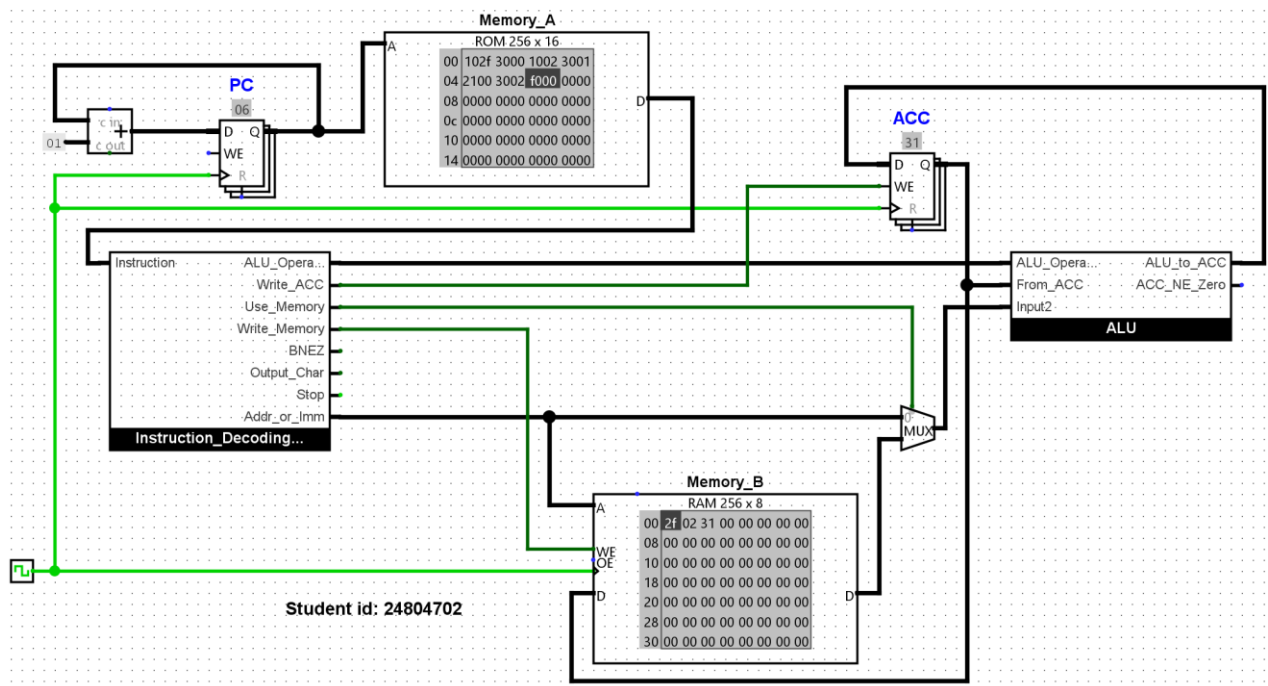 Memory_A
ROM 256 x 16
A
00 102f 3000 1002 3001
04 2100 3002 f000 0000
08 0000 0000 0000 0000
0c 0000 0000 0000 0000
10 0000 0000 0000 0000
14 0000 0000 0000 0000
D
PC
06
D Q
WE
R
c in
+
c out
01
ACC
31
D Q
WE
R
Instruction
ALU_Opera...
Write_ACC
Use_Memory
Write_Memory
BNEZ
Output_Char
Stop
Addr_or_Imm
Instruction_Decoding...
ALU_Opera... ALU_to_ACC
From_ACC ACC_NE_Zero
Input2
ALU
0
MUX
Memory_B
RAM 256 x 8
A
00 2f 02 31 00 00 00 00 00
08 00 00 00 00 00 00 00 00
10 00 00 00 00 00 00 00 00
18 00 00 00 00 00 00 00 00
20 00 00 00 00 00 00 00 00
28 00 00 00 00 00 00 00 00
30 00 00 00 00 00 00 00 00
WE
OE
D D
Student id: 24804702